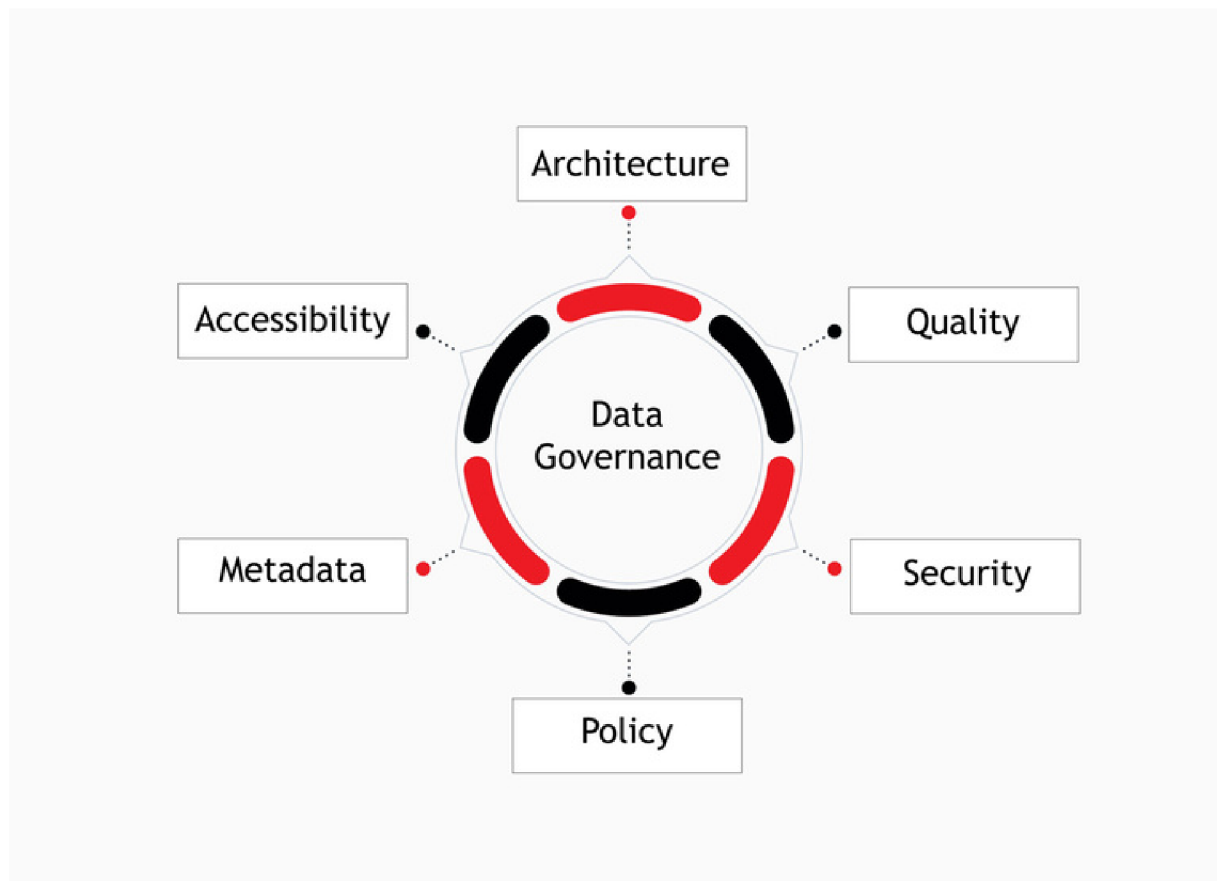 Architecture
Accessibility
Quality
Data
Governance
Metadata
Security
Policy